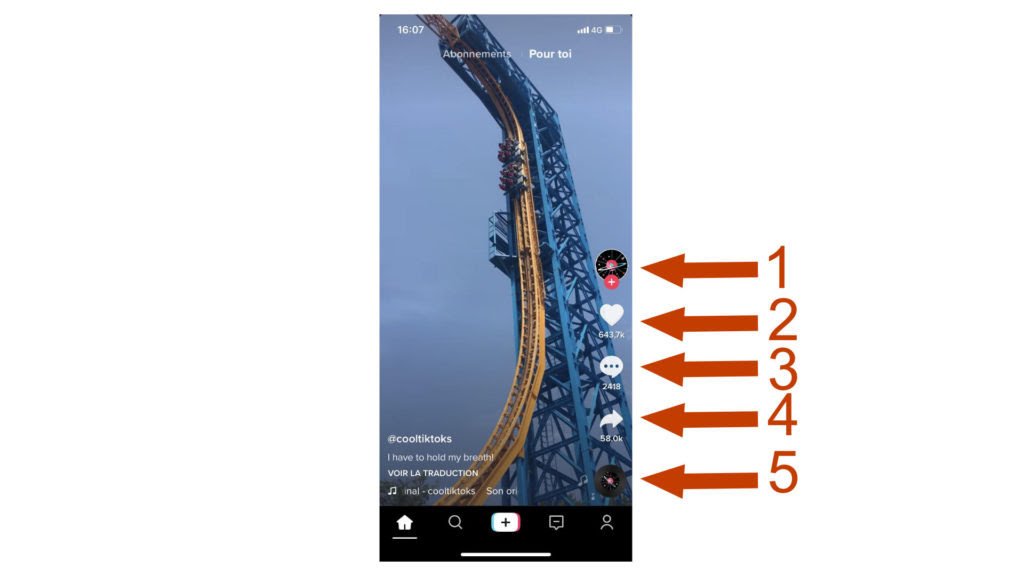 16:07
4G
Abonnements
Pour toi
1
643.7k
2
2418
3
58.0k
4
5
@cooltiktoks
I have to hold my breath!
VOIR LA TRADUCTION
inal - cooltiktoks Son ori